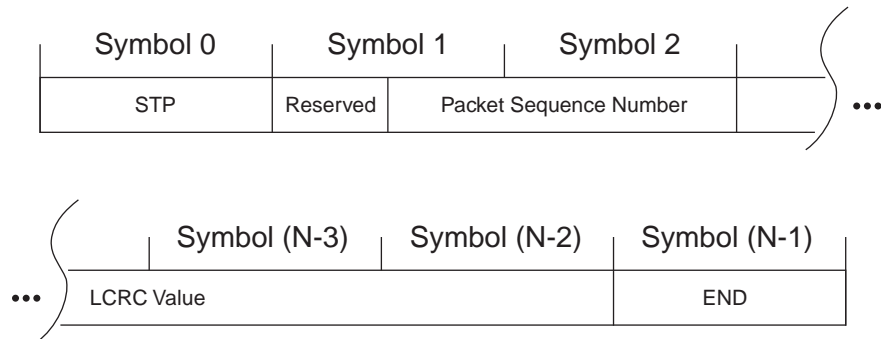 Symbol 0 Symbol 1 Symbol 2
STP Reserved Packet Sequence Number
•••
••• Symbol (N-3) Symbol (N-2) Symbol (N-1)
LCRC Value END